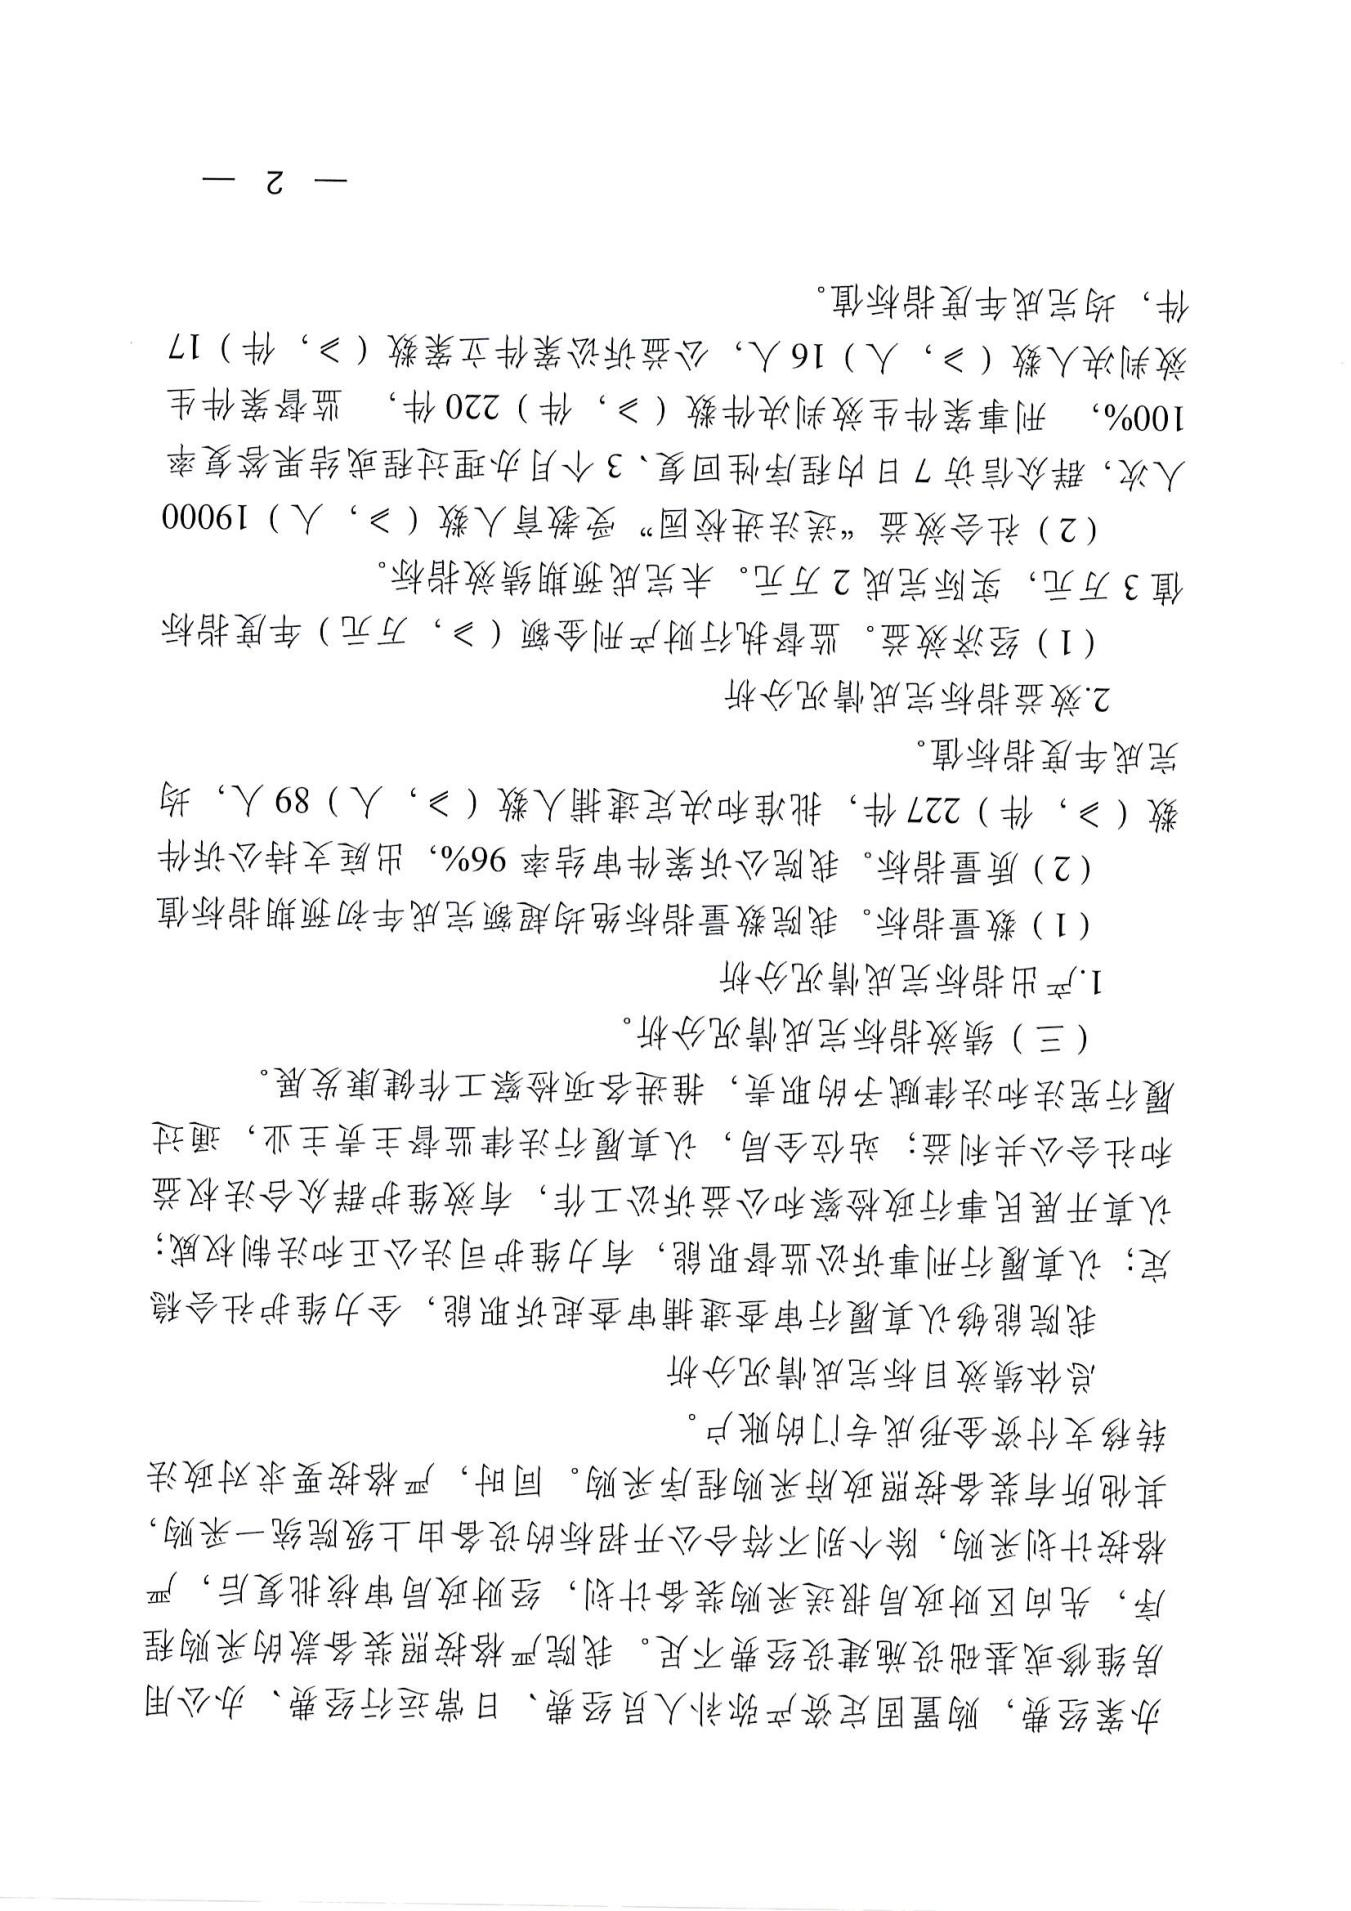 办案经费，购置固定资产弥补人员经费、日常运行经费、办公用
房维修或基础设施建设经费不足。我院严格按照装备款的采购程
序，先向区财政局报送采购装备计划，经财政局审核批复后，严
格按计划采购，除个别不符合公开招标的设备由上级院统一采购，
其他所有装备按照政府采购程序采购。同时，严格按要求对政法
转移支付资金形成专门的账户。
总体绩效目标完成情况分析
我院能够认真履行审查逮捕审查起诉职能，全力维护社会稳
定；认真履行刑事诉讼监督职能，有力维护司法公正和法制权威；
认真开展民事行政检察和公益诉讼工作，有效维护群众合法权益
和社会公共利益；站位全局，认真履行法律监督主责主业，通过
履行宪法和法律赋予的职责，推进各项检察工作健康发展。
（三）绩效指标完成情况分析。
1.产出指标完成情况分析
（1）数量指标。我院数量指标绝均超额完成年初预期指标值
（2）质量指标。我院公诉案件审结率 96%，出庭支持公诉件
数（≥，件）227 件，批准和决定逮捕人数（≥，人）89 人，均
完成年度指标值。
2.效益指标完成情况分析
（1）经济效益。监督执行财产刑金额（≥，万元）年度指标
值 3 万元，实际完成 2 万元。未完成预期绩效指标。
（2）社会效益 “送法进校园” 受教育人数（≥，人）19000
人次，群众信访 7 日内程序性回复、3 个月办理过程或结果答复率
100%， 刑事案件生效判决件数（≥，件）220 件， 监督案件生
效判决人数（≥，人）16 人，公益诉讼案件立案数（≥，件）17
件，均完成年度指标值。
— 2 —